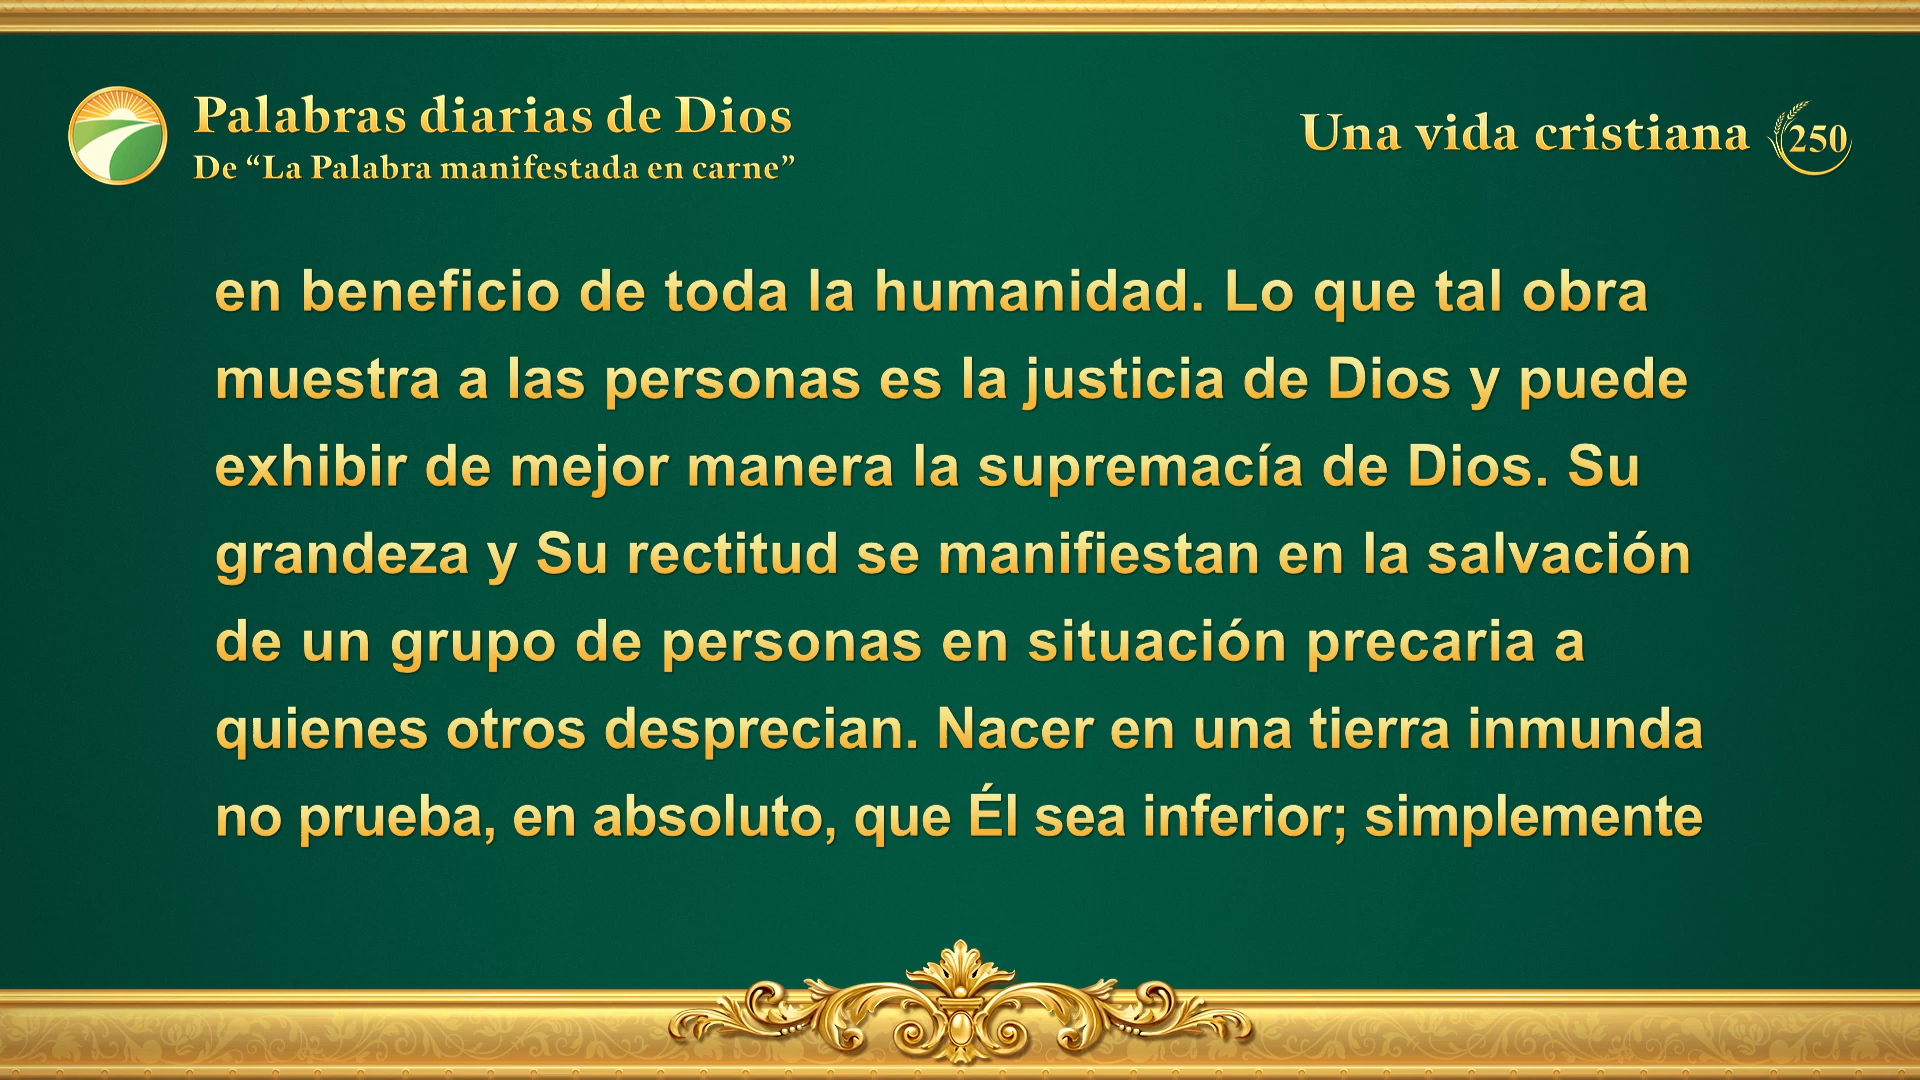 Palabras diarias de Dios
De “La Palabra manifestada en carne”
Una vida cristiana 250
en beneficio de toda la humanidad. Lo que tal obra
muestra a las personas es la justicia de Dios y puede
exhibir de mejor manera la supremacía de Dios. Su
grandeza y Su rectitud se manifiestan en la salvación
de un grupo de personas en situación precaria a
quienes otros desprecian. Nacer en una tierra inmunda
no prueba, en absoluto, que Él sea inferior; simplemente